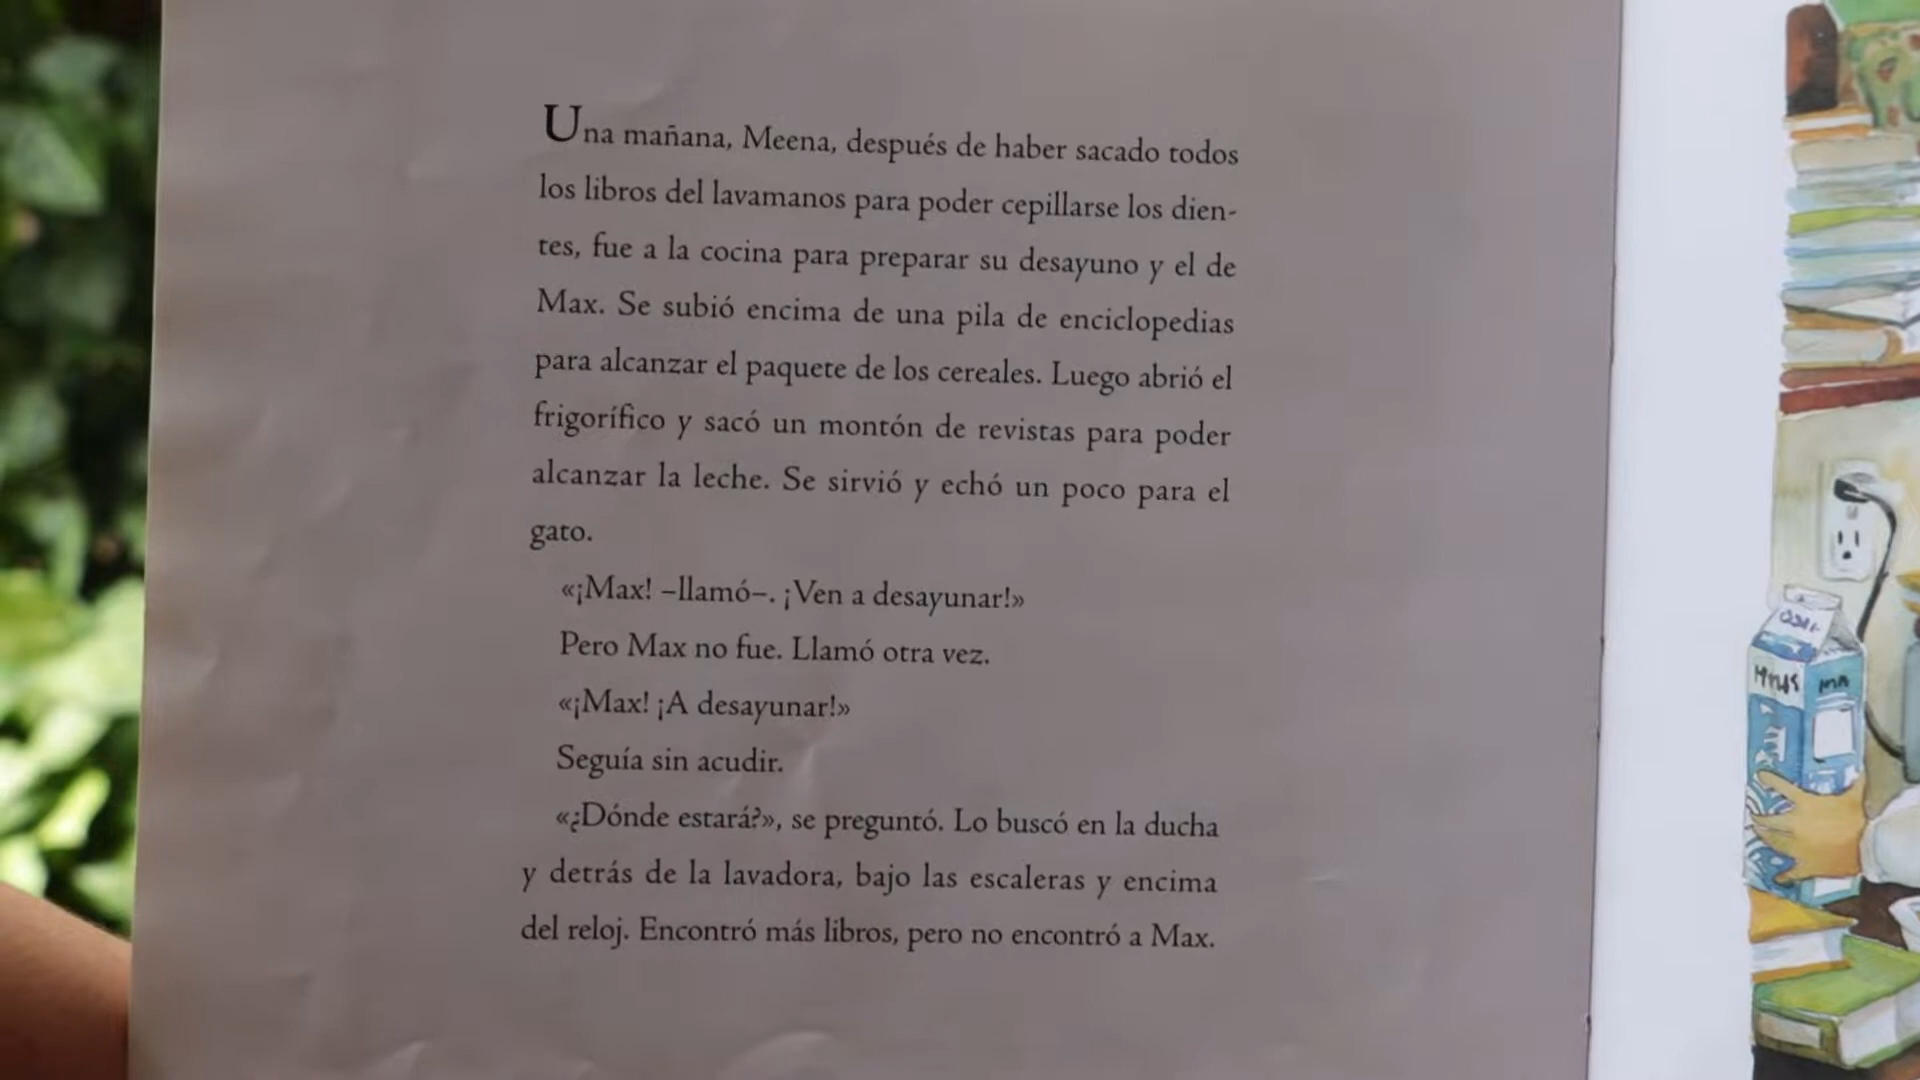 Una mañana, Meena, después de haber sacado todos
los libros del lavamanos para poder cepillarse los dien-
tes, fue a la cocina para preparar su desayuno y el de
Max. Se subió encima de una pila de enciclopedias
para alcanzar el paquete de los cereales. Luego abrió el
frigorífico y sacó un montón de revistas para poder
alcanzar la leche. Se sirvió y echó un poco para el
gato.
«¡Max! –llamó–. ¡Ven a desayunar!»
Pero Max no fue. Llamó otra vez.
«¡Max! ¡A desayunar!»
Seguía sin acudir.
«¿Dónde estará?», se preguntó. Lo buscó en la ducha
y detrás de la lavadora, bajo las escaleras y encima
del reloj. Encontró más libros, pero no encontró a Max.